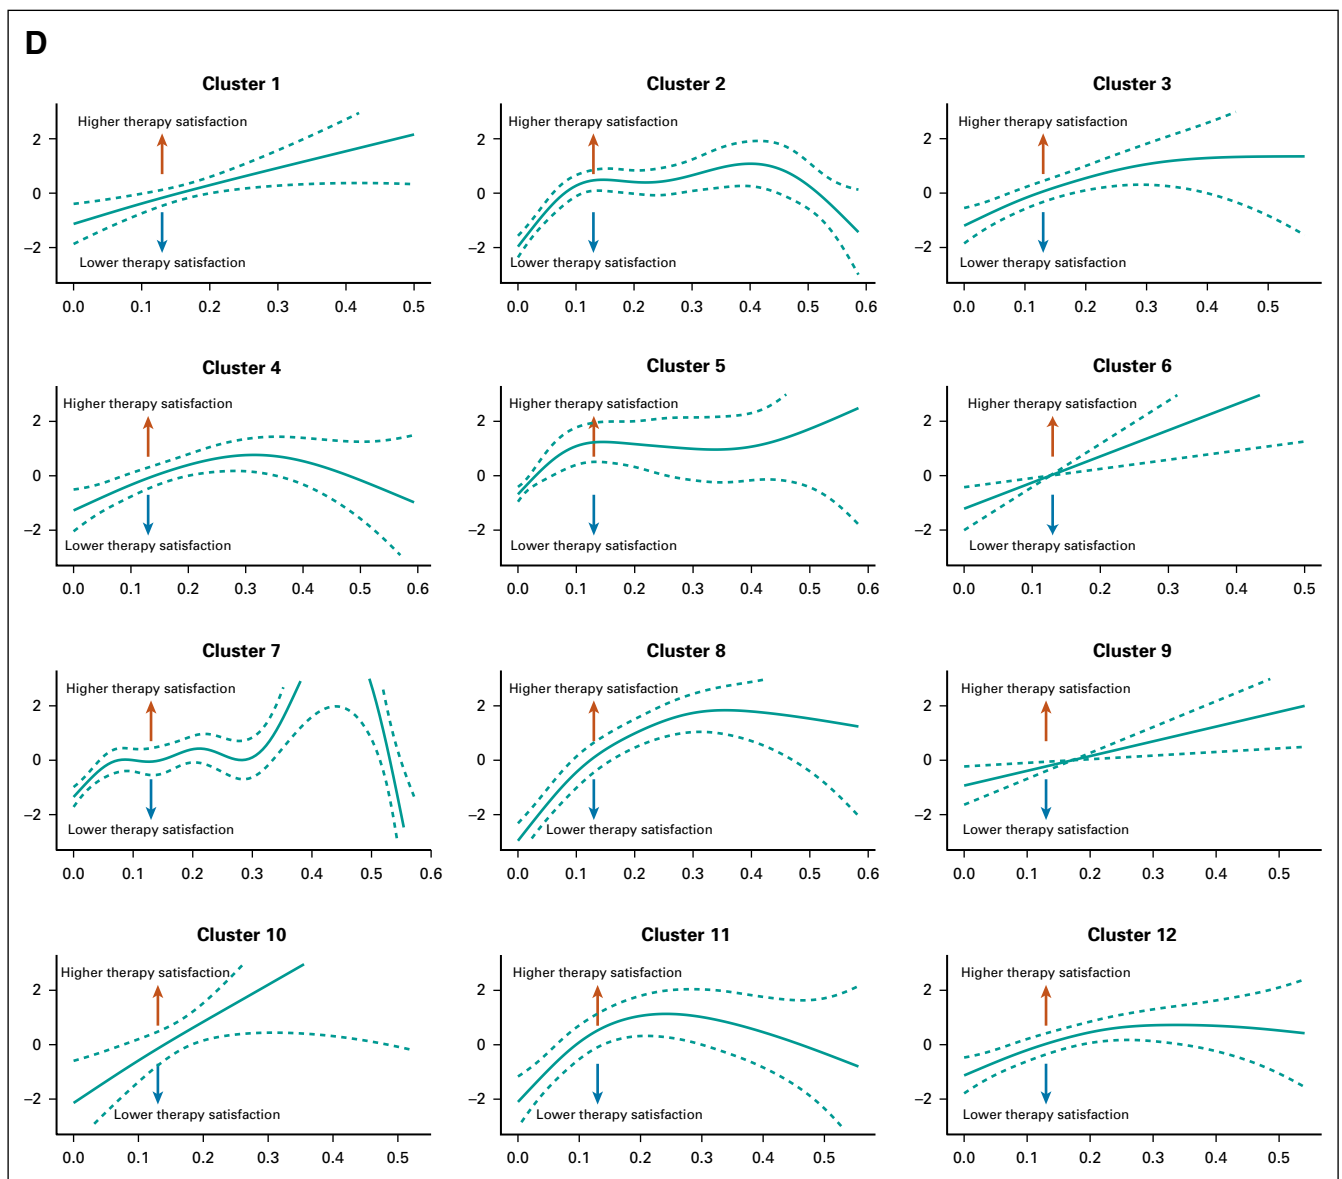 D
Cluster 1
Higher therapy satisfaction
2
0
–2
Lower therapy satisfaction
0.0 0.1 0.2 0.3 0.4 0.5
Cluster 2
Higher therapy satisfaction
2
0
–2
Lower therapy satisfaction
0.0 0.1 0.2 0.3 0.4 0.5 0.6
Cluster 3
Higher therapy satisfaction
2
0
–2
Lower therapy satisfaction
0.0 0.1 0.2 0.3 0.4 0.5
Cluster 4
Higher therapy satisfaction
2
0
–2
Lower therapy satisfaction
0.0 0.1 0.2 0.3 0.4 0.5 0.6
Cluster 5
Higher therapy satisfaction
2
0
–2
Lower therapy satisfaction
0.0 0.1 0.2 0.3 0.4 0.5 0.6
Cluster 6
Higher therapy satisfaction
2
0
–2
Lower therapy satisfaction
0.0 0.1 0.2 0.3 0.4 0.5
Cluster 7
Higher therapy satisfaction
2
0
–2
Lower therapy satisfaction
0.0 0.1 0.2 0.3 0.4 0.5 0.6
Cluster 8
Higher therapy satisfaction
2
0
–2
Lower therapy satisfaction
0.0 0.1 0.2 0.3 0.4 0.5 0.6
Cluster 9
Higher therapy satisfaction
2
0
–2
Lower therapy satisfaction
0.0 0.1 0.2 0.3 0.4 0.5
Cluster 10
Higher therapy satisfaction
2
0
–2
Lower therapy satisfaction
0.0 0.1 0.2 0.3 0.4 0.5
Cluster 11
Higher therapy satisfaction
2
0
–2
Lower therapy satisfaction
0.0 0.1 0.2 0.3 0.4 0.5
Cluster 12
Higher therapy satisfaction
2
0
–2
Lower therapy satisfaction
0.0 0.1 0.2 0.3 0.4 0.5